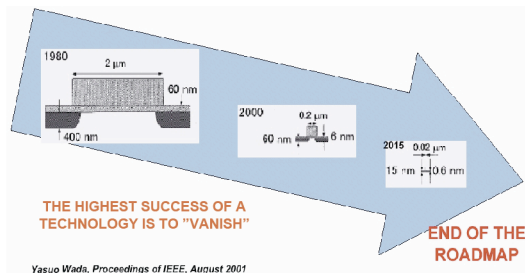 1980
2 µm
60 nm
400 nm
2000
0.2 µm
60 nm
6 nm
2015
0.02 µm
15 nm
0.6 nm
THE HIGHEST SUCCESS OF A
TECHNOLOGY IS TO "VANISH"
END OF THE
ROADMAP
Yasuo Wada, Proceedings of IEEE, August 2001